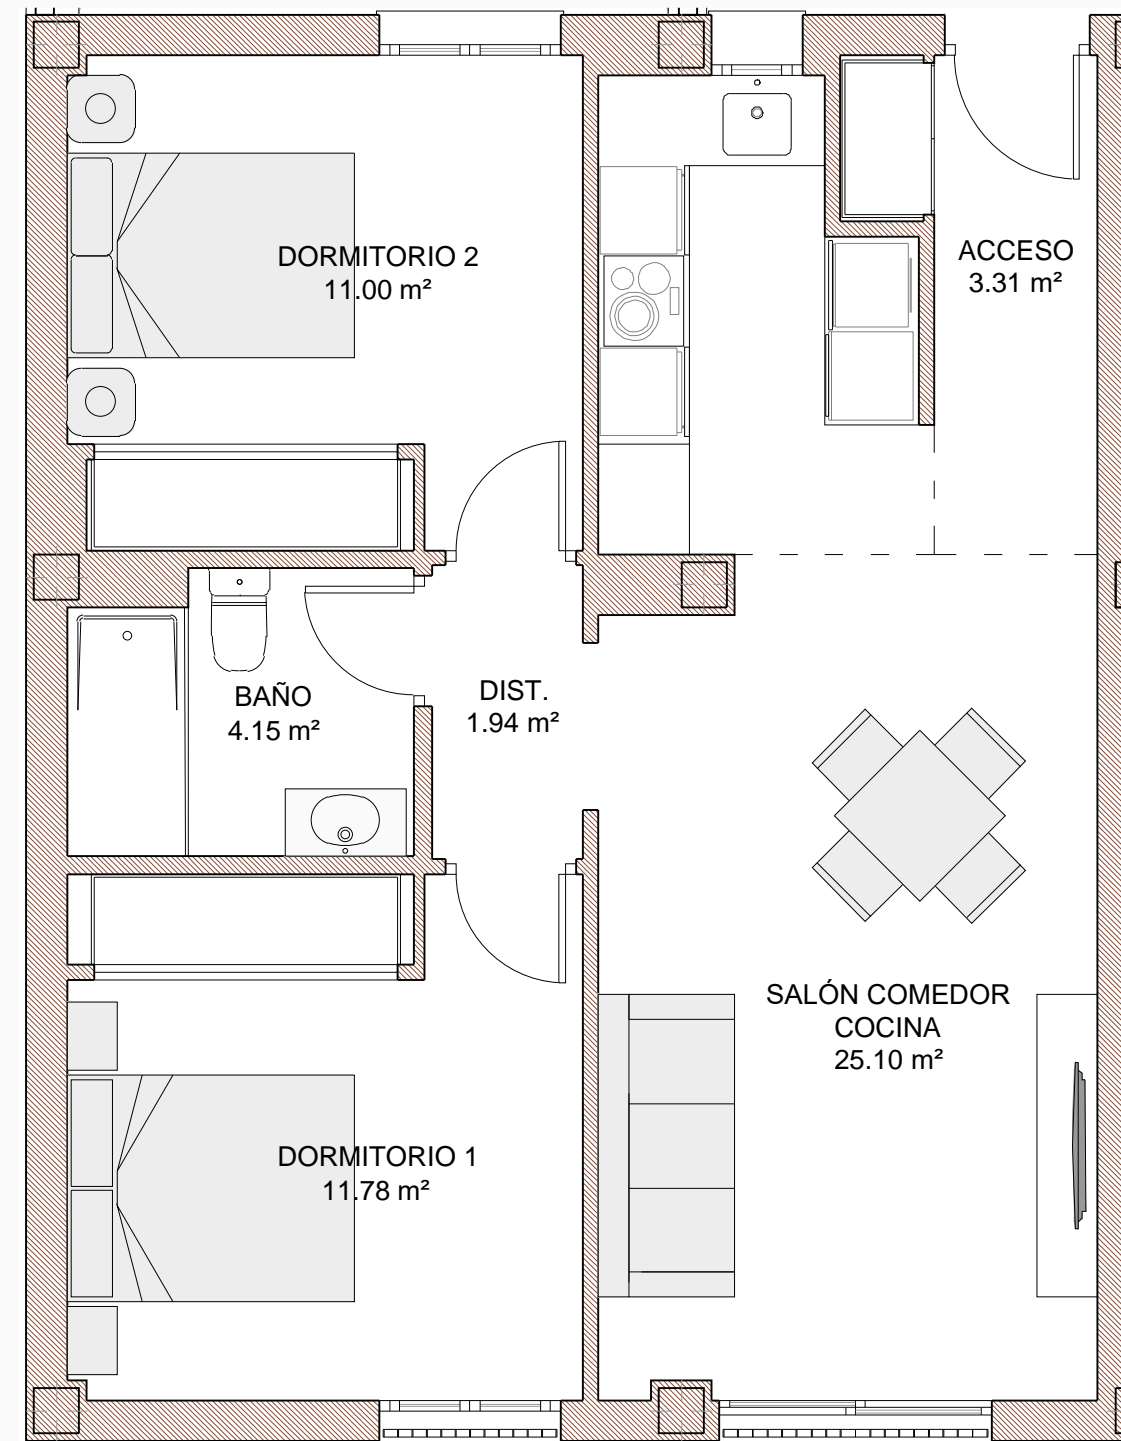 DORMITORIO 2
11.00 m²
ACCESO
3.31 m²
BAÑO
4.15 m²
DIST.
1.94 m²
SALÓN COMEDOR
COCINA
25.10 m²
DORMITORIO 1
11.78 m²